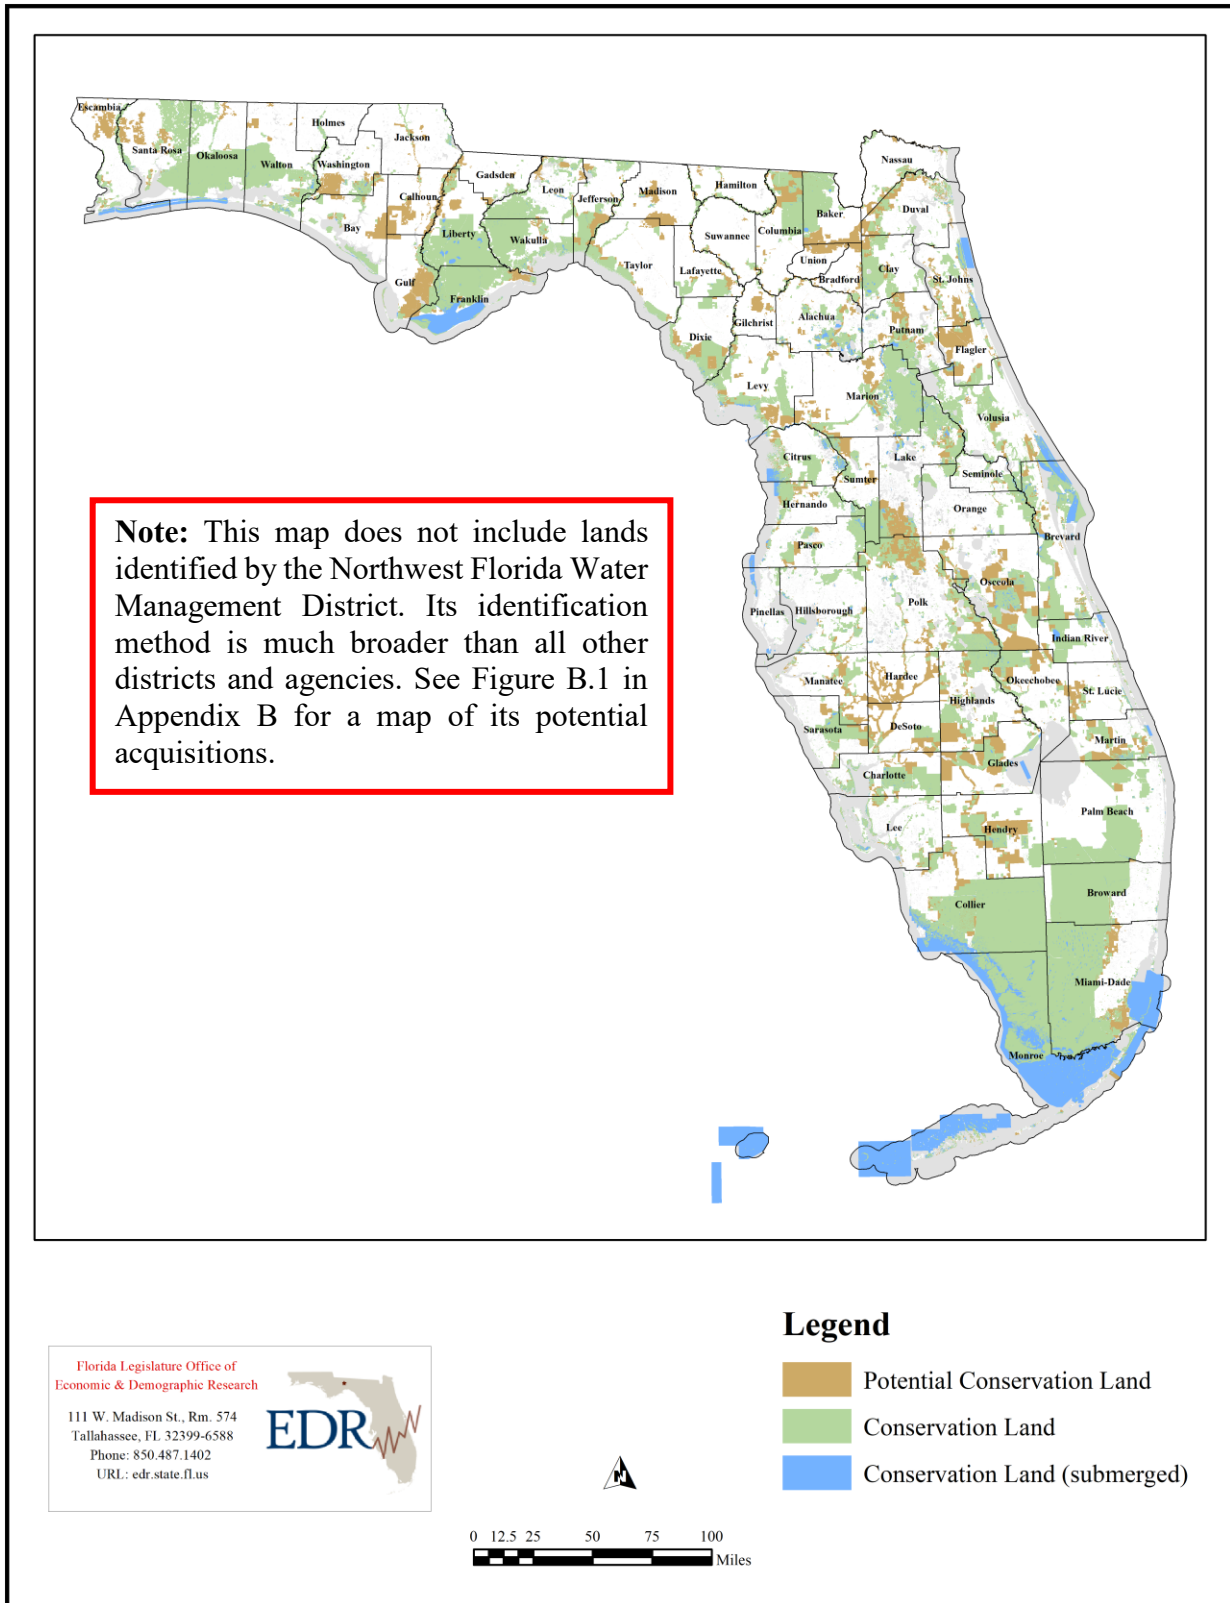 Escambia
Santa Rosa
Okaloosa
Walton
Holmes
Washington
Jackson
Bay
Calhoun
Gulf
Liberty
Franklin
Gadsden
Leon
Wakulla
Jefferson
Madison
Taylor
Hamilton
Suwannee
Lafayette
Columbia
Baker
Nassau
Duval
Union
Bradford
Clay
St. Johns
Dixie
Gilchrist
Alachua
Putnam
Flagler
Levy
Marion
Volusia
Citrus
Sumter
Lake
Seminole
Hernando
Orange
Pasco
Brevard
Osceola
Pinellas
Hillsborough
Polk
Indian River
Manatee
Hardee
Highlands
Okeechobee
St. Lucie
Sarasota
DeSoto
Martin
Charlotte
Glades
Lee
Hendry
Palm Beach
Collier
Broward
Miami-Dade
Monroe
Note: This map does not include lands
identified by the Northwest Florida Water
Management District. Its identification
method is much broader than all other
districts and agencies. See Figure B.1 in
Appendix B for a map of its potential
acquisitions.
Florida Legislature Office of
Economic & Demographic Research
111 W. Madison St., Rm. 574
Tallahassee, FL 32399-6588
Phone: 850.487.1402
URL: edr.state.fl.us
EDR
N
0 12.5 25 50 75 100
Miles
Legend
Potential Conservation Land
Conservation Land
Conservation Land (submerged)